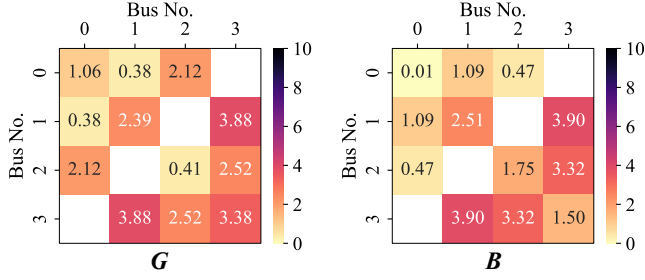 Bus No.
0 1 2 3
Bus No.
0 1.06 0.38 2.12
1 0.38 2.39 3.88
2 2.12 0.41 2.52
3 3.88 2.52 3.38
10
8
6
4
2
0
G
Bus No.
0 1 2 3
Bus No.
0 0.01 1.09 0.47
1 1.09 2.51 3.90
2 0.47 1.75 3.32
3 3.90 3.32 1.50
10
8
6
4
2
0
B